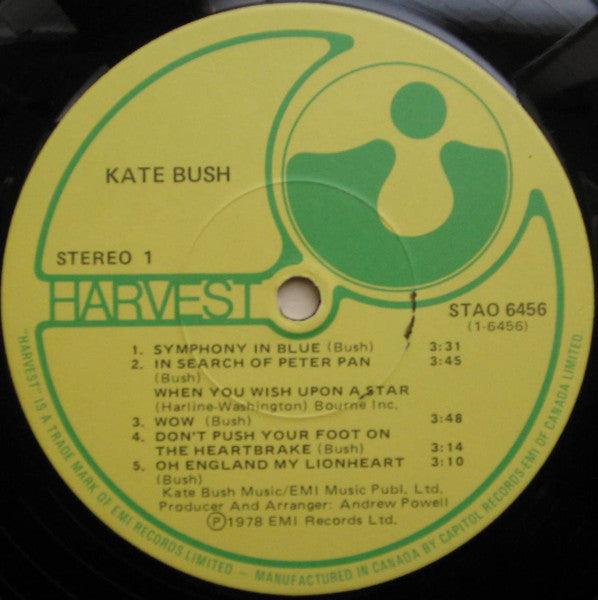 KATE BUSH
STEREO 1
HARVEST
STAO 6456
(1-6456)
1. SYMPHONY IN BLUE (Bush) 3:31
2. IN SEARCH OF PETER PAN 3:45
(Bush)
WHEN YOU WISH UPON A STAR
(Harline-Washington) Bourne Inc.
3. WOW (Bush) 3:48
4. DON'T PUSH YOUR FOOT ON
THE HEARTBRAKE (Bush) 3:14
5. OH ENGLAND MY LIONHEART 3:10
(Bush)
Kate Bush Music/EMI Music Publ, Ltd.
Producer and Arranger: Andrew Powell
Ⓟ1978 EMI Records Ltd.
"HARVEST" IS A TRADE MARK OF EMI RECORDS LIMITED – MANUFACTURED IN CANADA BY CAPITOL RECORDS-EMI OF CANADA LIMITED